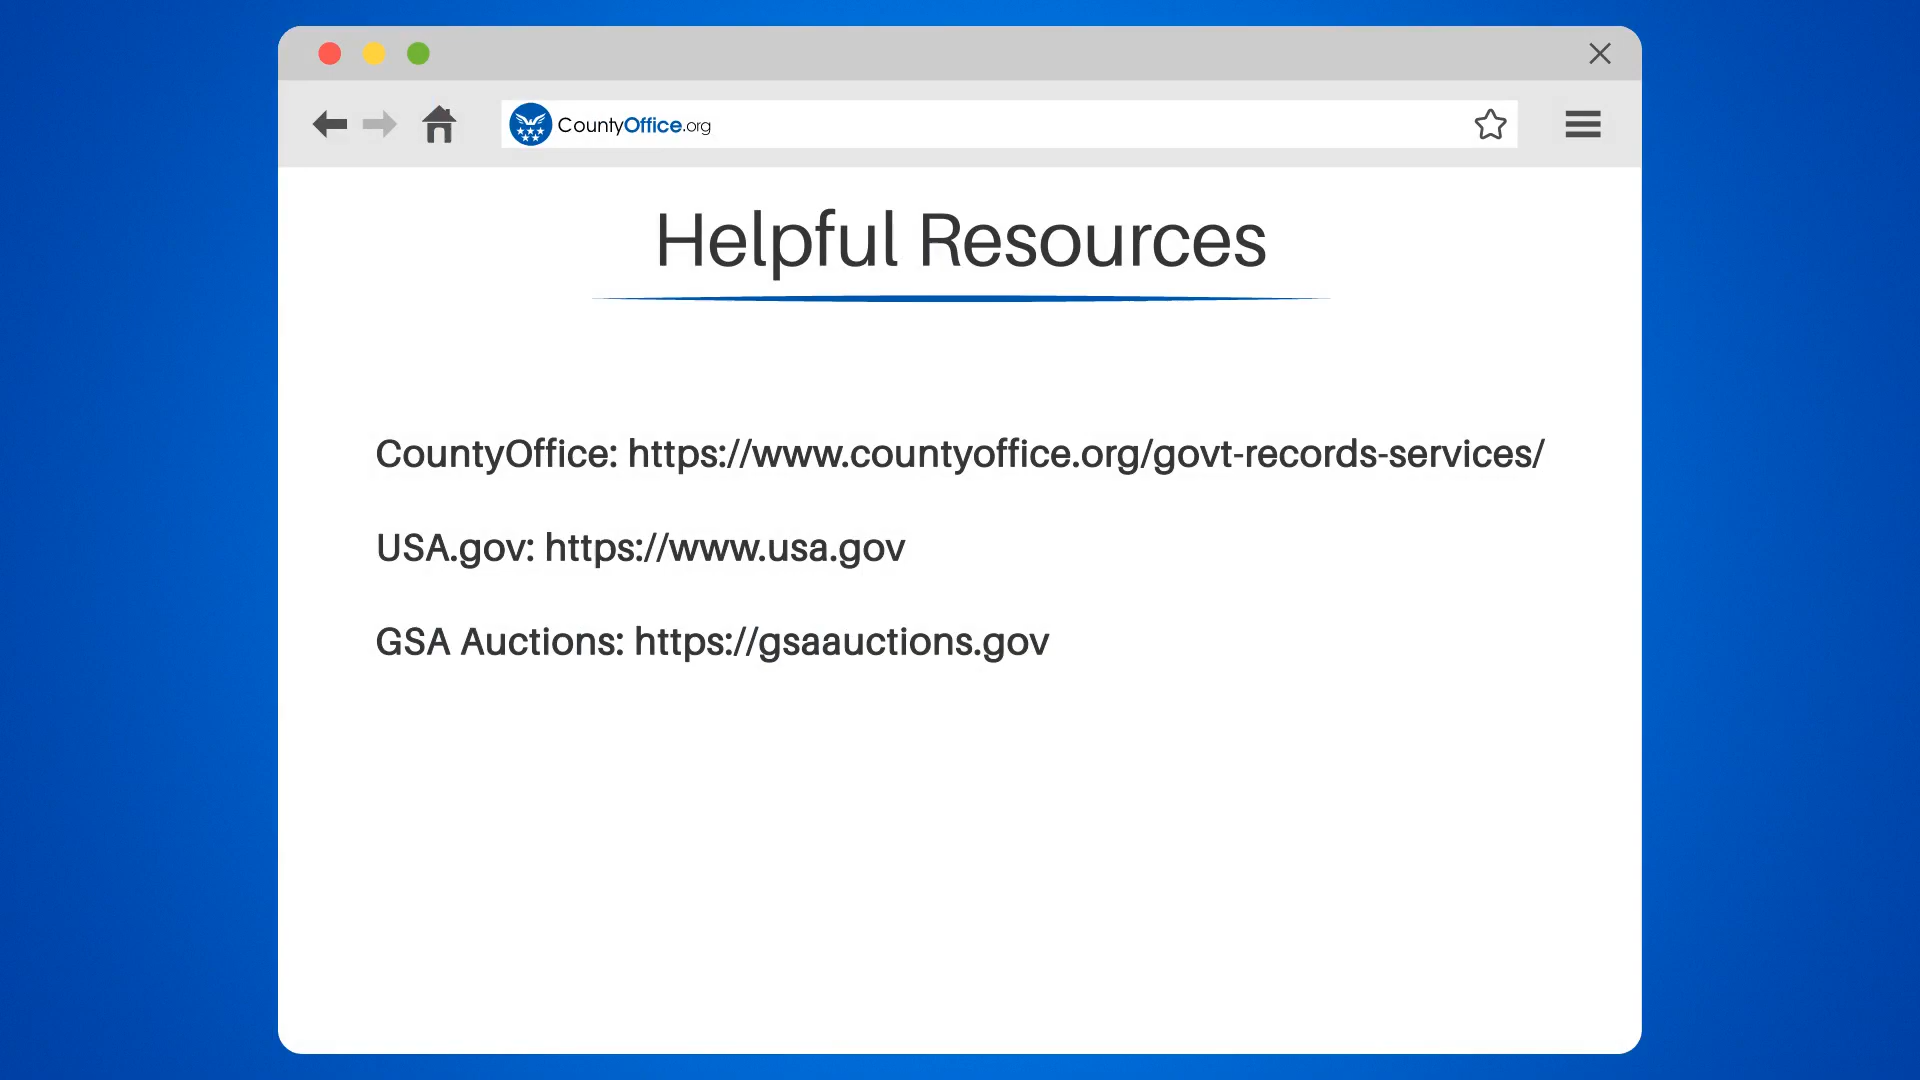 CountyOffice.org
Helpful Resources
CountyOffice: https://www.countyoffice.org/govt-records-services/
USA.gov: https://www.usa.gov
GSA Auctions: https://gsaauctions.gov